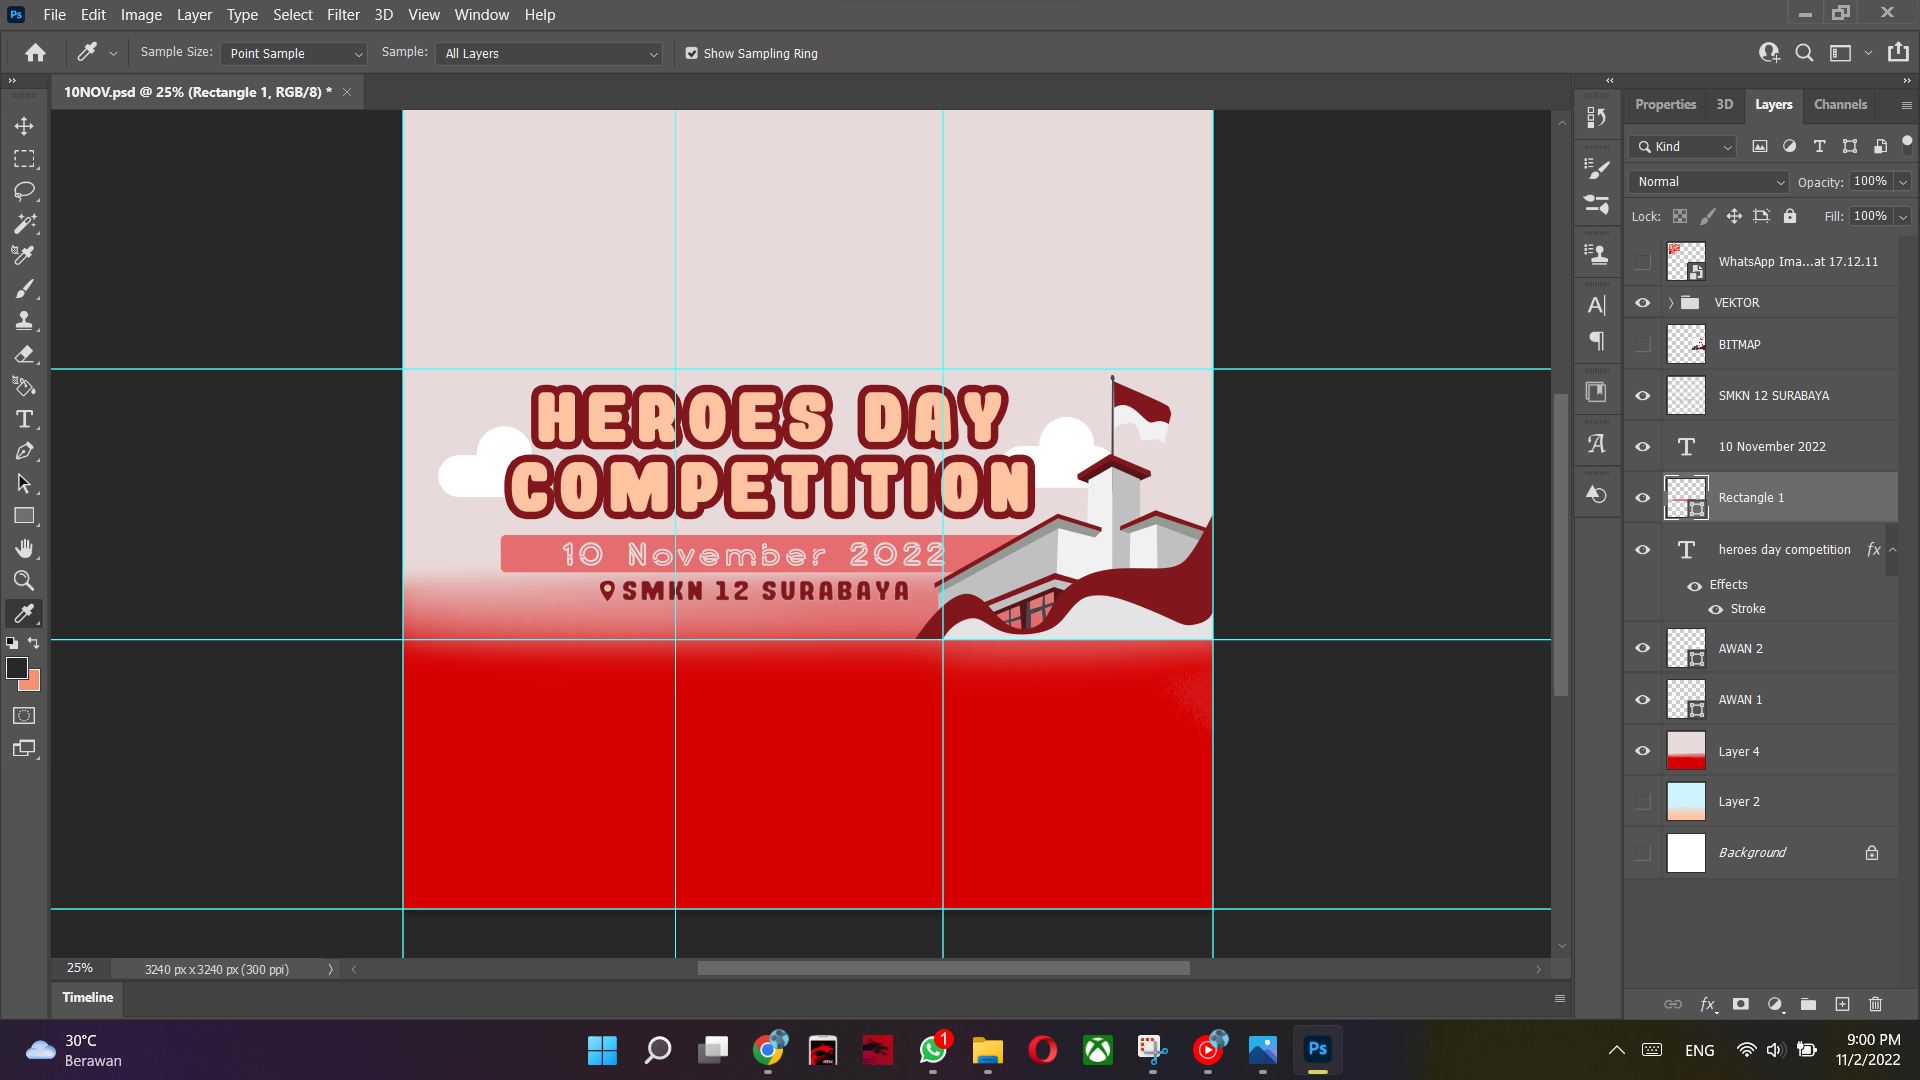 Ps File Edit Image Layer Type Select Filter 3D View Window Help
Sample Size: Point Sample Sample: All Layers Show Sampling Ring
10NOV.psd @ 25% (Rectangle 1, RGB/8) *
Properties 3D Layers Channels
Kind
Normal Opacity: 100%
Lock: Fill: 100%
WhatsApp Ima...at 17.12.11
VEKTOR
BITMAP
SMKN 12 SURABAYA
10 November 2022
Rectangle 1
heroes day competition fx
Effects
Stroke
AWAN 2
AWAN 1
Layer 4
Layer 2
Background
HEROES DAY
COMPETITION
10 November 2022
SMKN 12 SURABAYA
25% 3240 px x 3240 px (300 ppi)
Timeline
fx
30°C
Berawan
1
Ps
ENG
9:00 PM
11/2/2022